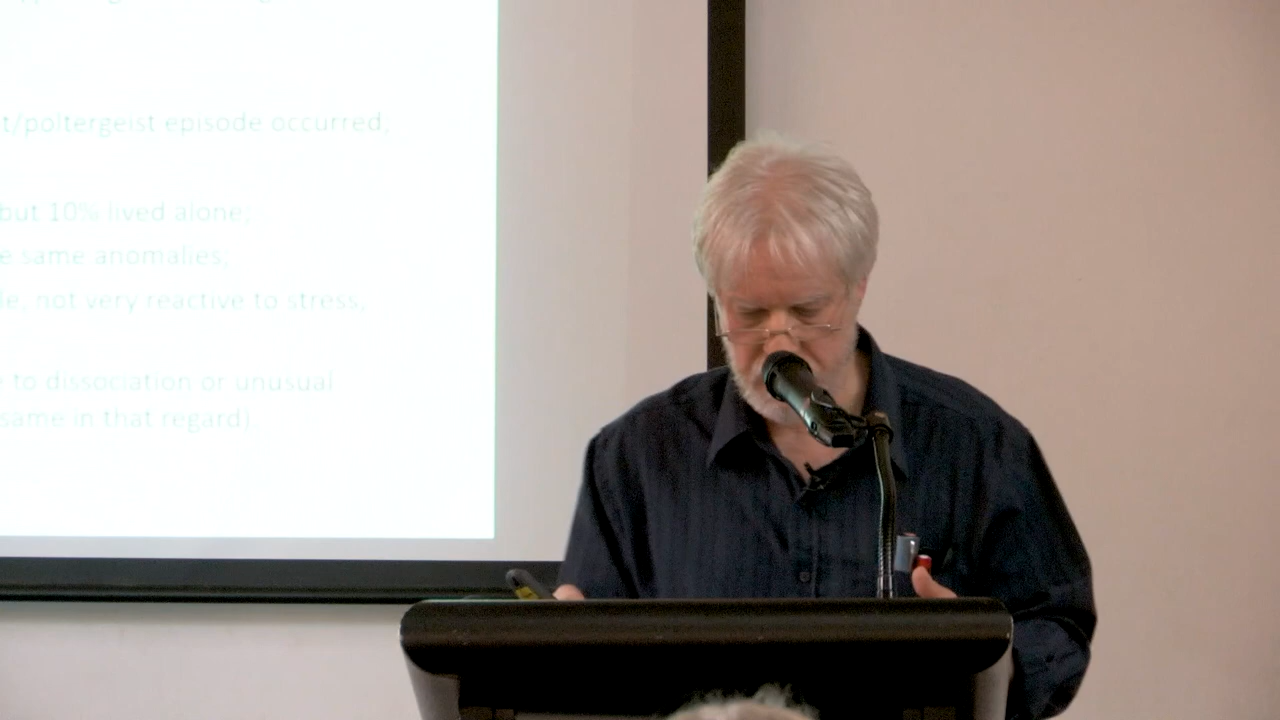 t/poltergeist episode occurred,
but 10% lived alone;
e same anomalies;
le, not very reactive to stress,
e to dissociation or unusual
same in that regard).